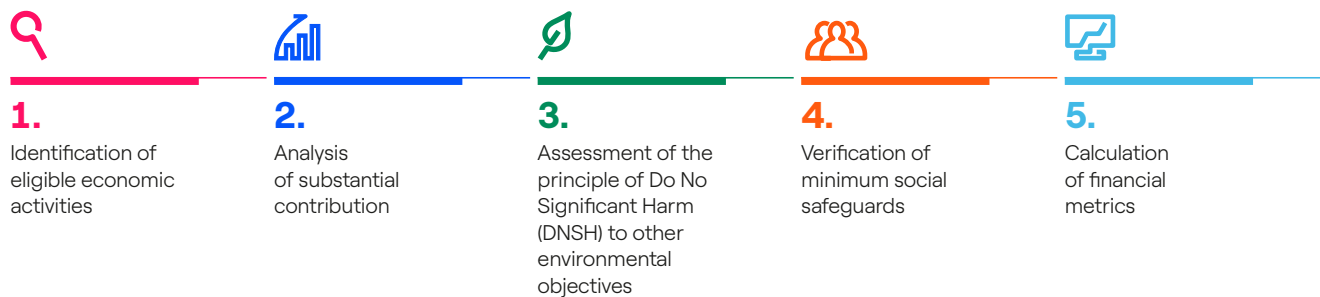 1.
Identification of
eligible economic
activities
2.
Analysis
of substantial
contribution
3.
Assessment of the
principle of Do No
Significant Harm
(DNSH) to other
environmental
objectives
4.
Verification of
minimum social
safeguards
5.
Calculation
of financial
metrics